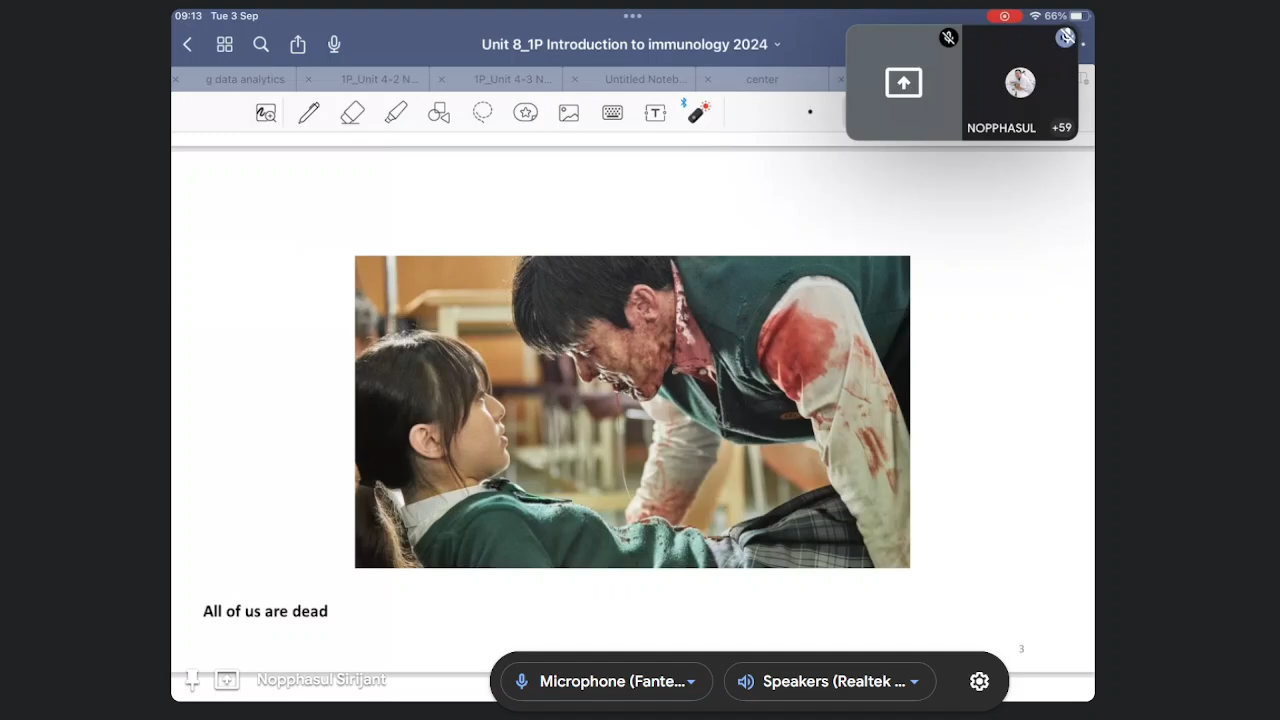 09:13 Tue 3 Sep
66%
Unit 8_1P Introduction to immunology 2024
g data analytics
1P_Unit 4-2 N...
1P_Unit 4-3 N...
Untitled Noteb...
center
T
NOPPHASUL +59
All of us are dead
3
Nopphasul Sirijant
Microphone (Fante...
Speakers (Realtek ...